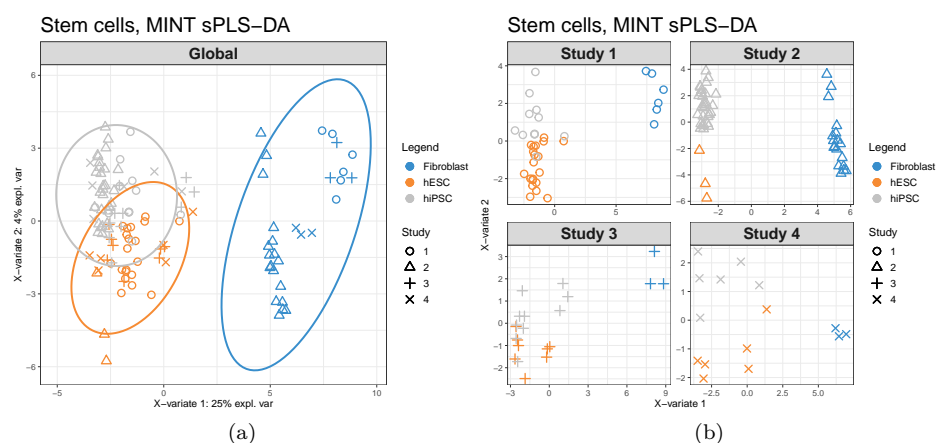 Stem cells, MINT sPLS−DA
Global
6
3
0
−3
−6
−5
0
5
10
X−variate 2: 4% expl. var
X−variate 1: 25% expl. var
Legend
Fibroblast
hESC
hiPSC
Study
1
2
3
4
(a)
Stem cells, MINT sPLS−DA
Study 1
Study 2
2
0
−2
0
5
4
2
0
−2
−4
−6
−2
0
2
4
6
Study 3
Study 4
3
2
1
0
−1
−2
−3
0
3
6
9
2
1
0
−1
−2
−2.5
0.0
2.5
5.0
X−variate 2
X−variate 1
Legend
Fibroblast
hESC
hiPSC
Study
1
2
3
4
(b)